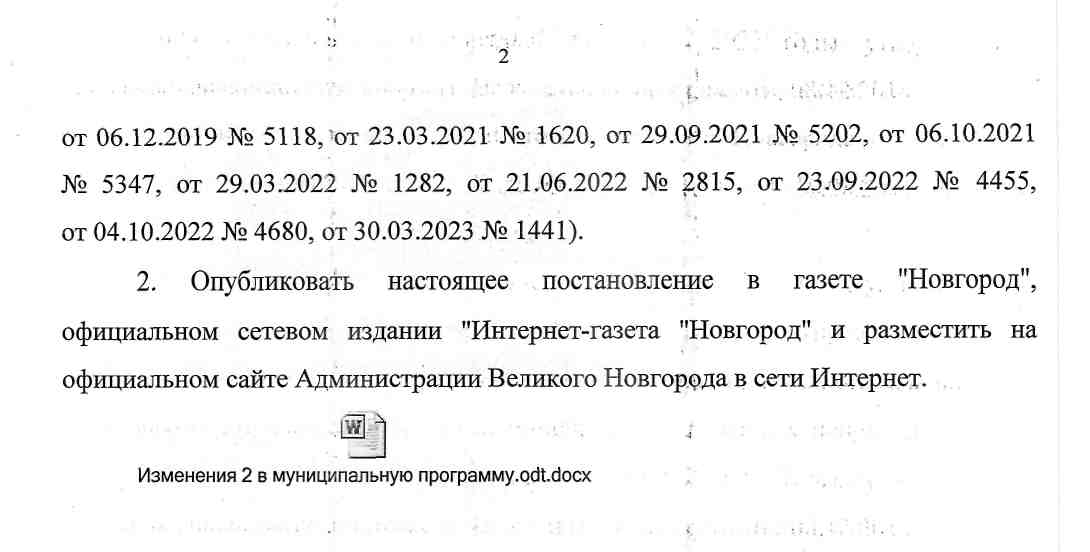 2
от 06.12.2019 № 5118, от 23.03.2021 № 1620, от 29.09.2021 № 5202, от 06.10.2021
№ 5347, от 29.03.2022 № 1282, от 21.06.2022 № 2815, от 23.09.2022 № 4455,
от 04.10.2022 № 4680, от 30.03.2023 № 1441).
2. Опубликовать настоящее постановление в газете "Новгород",
официальном сетевом издании "Интернет-газета "Новгород" и разместить на
официальном сайте Администрации Великого Новгорода в сети Интернет.
W
Изменения 2 в муниципальную программу.odt.docx